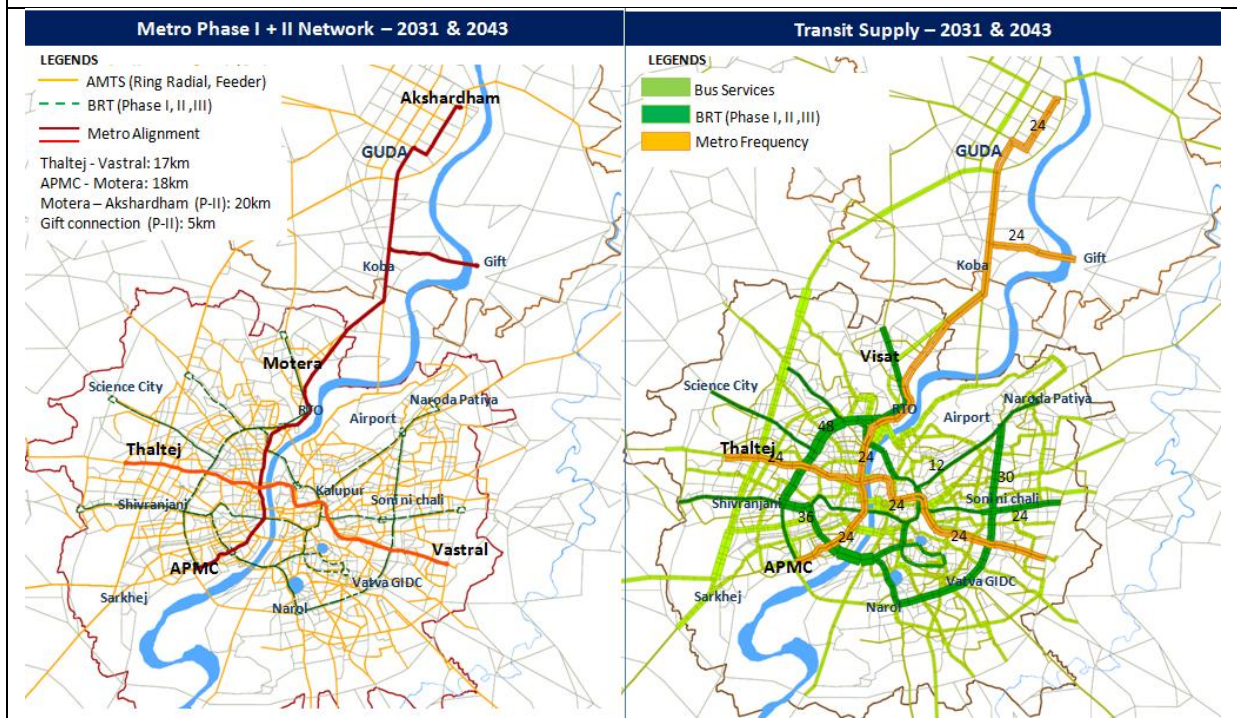 Metro Phase I + II Network – 2031 & 2043
LEGENDS
AMTS (Ring Radial, Feeder)
BRT (Phase I, II ,III)
Metro Alignment
Thaltej - Vastral: 17km
APMC - Motera: 18km
Motera – Akshardham (P-II): 20km
Gift connection (P-II): 5km
Akshardham
GUDA
Koba
Gift
Motera
Science City
RTO
Airport
Naroda Patiya
Thaltej
Kalupur
Shivranjani
Soni ni chali
Vastral
APMC
Vatva GIDC
Sarkhej
Narol
Transit Supply – 2031 & 2043
LEGENDS
Bus Services
BRT (Phase I, II ,III)
Metro Frequency
24
GUDA
24
Koba
Gift
Visat
Science City
RTO
Airport
Naroda Patiya
48
Thaltej
24
24
12
30
Shivranjani
Soni ni chali
24
36
24
24
24
APMC
Vatva GIDC
Sarkhej
Narol